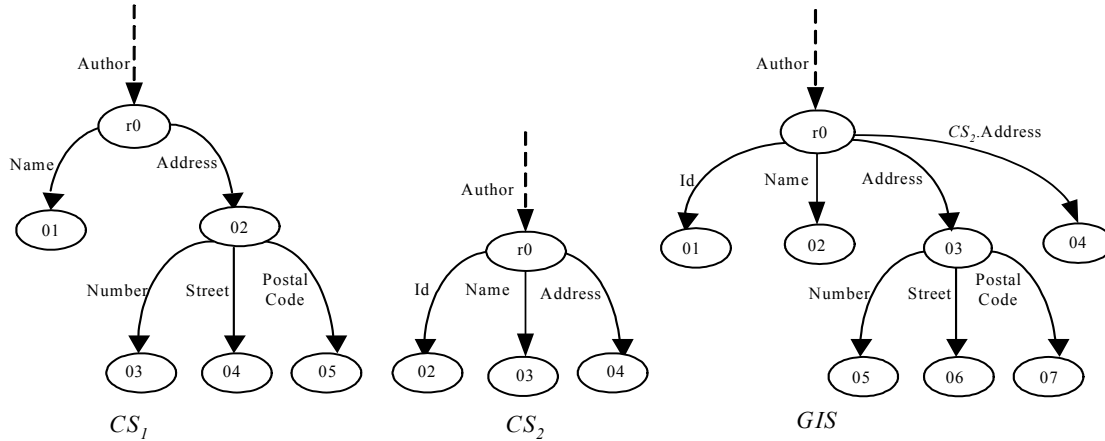 Author
r0
Name
Address
01
02
Number
Street
Postal
Code
03
04
05
CS1
Author
r0
Id
Name
Address
02
03
04
CS2
Author
r0
CS2.Address
Id
Name
Address
01
02
03
04
Number
Street
Postal
Code
05
06
07
GIS